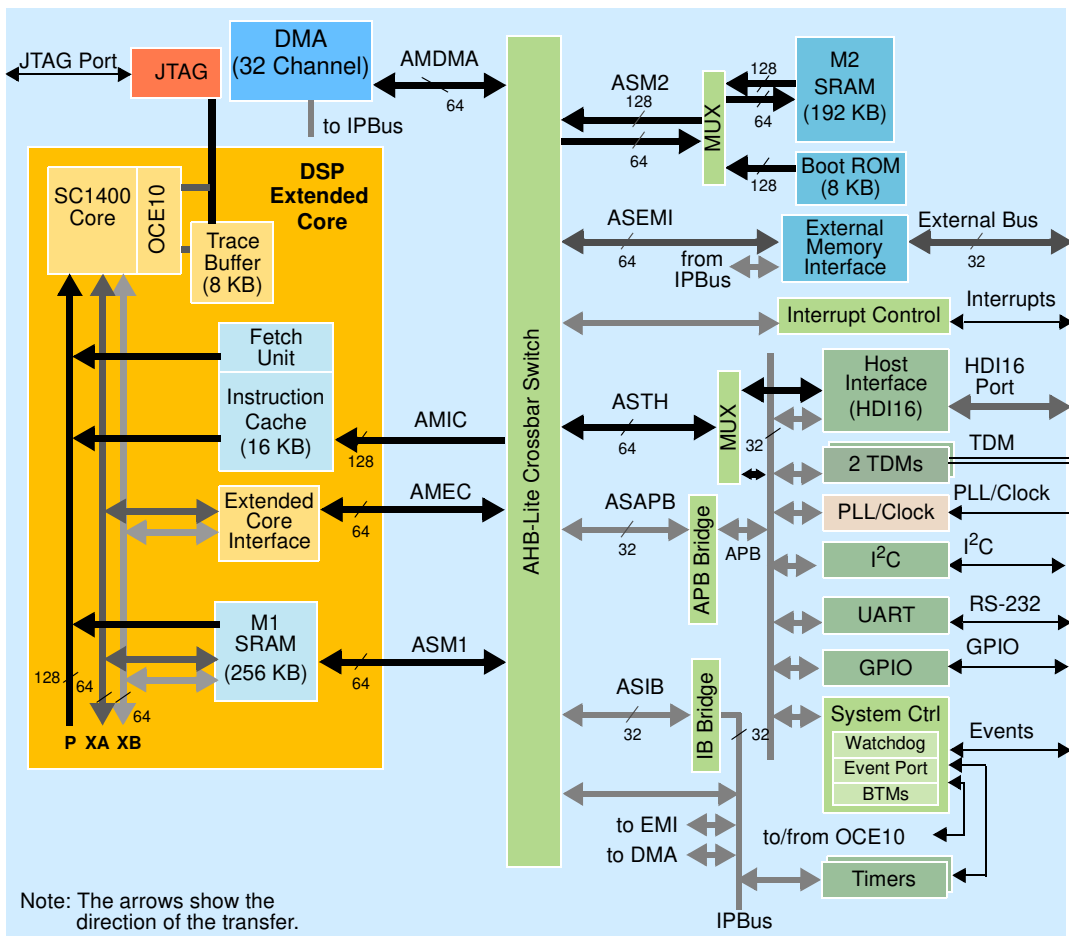 JTAG Port
JTAG
DMA
(32 Channel)
AMDMA
64
to IPBus
DSP
Extended
Core
SC1400
Core
OCE10
Trace
Buffer
(8 KB)
Fetch
Unit
Instruction
Cache
(16 KB)
AMIC
128
Extended
Core
Interface
AMEC
64
M1
SRAM
(256 KB)
ASM1
64
128
64
64
P
XA
XB
AHB-Lite Crossbar Switch
ASM2
128
64
MUX
128
64
128
M2
SRAM
(192 KB)
Boot ROM
(8 KB)
ASEMI
64
from
IPBus
External
Memory
Interface
External Bus
32
Interrupt Control
Interrupts
ASTH
64
MUX
32
Host
Interface
(HDI16)
HDI16
Port
2 TDMs
TDM
PLL/Clock
PLL/Clock
ASAPB
32
APB Bridge
APB
I2C
I2C
UART
RS-232
GPIO
GPIO
ASIB
32
IB Bridge
32
System Ctrl
Watchdog
Event Port
BTMs
Events
to EMI
to DMA
to/from OCE10
Timers
IPBus
Note: The arrows show the
direction of the transfer.